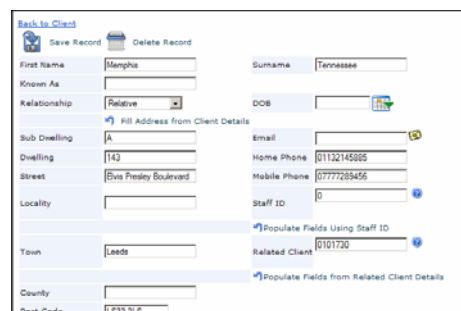 Back to Client
Save Record Delete Record
First Name Memphis Surname Tennessee
Known As
Relationship Relative DOB
Fill Address from Client Details
Sub Dwelling A Email
Dwelling 143 Home Phone 01132145885
Street Elvis Presley Boulevard Mobile Phone 07777289456
Locality Staff ID 0
Populate Fields Using Staff ID
Town Leeds Related Client 0101730
Populate Fields from Related Client Details
County
Post Code